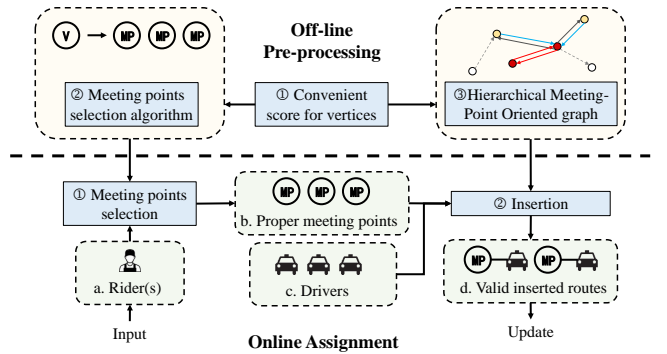 V
MP MP MP
Off-line
Pre-processing
② Meeting points
selection algorithm
① Convenient
score for vertices
③Hierarchical Meeting-
Point Oriented graph
① Meeting points
selection
MP MP MP
b. Proper meeting points
② Insertion
a. Rider(s)
c. Drivers
MP MP
d. Valid inserted routes
Input
Online Assignment
Update